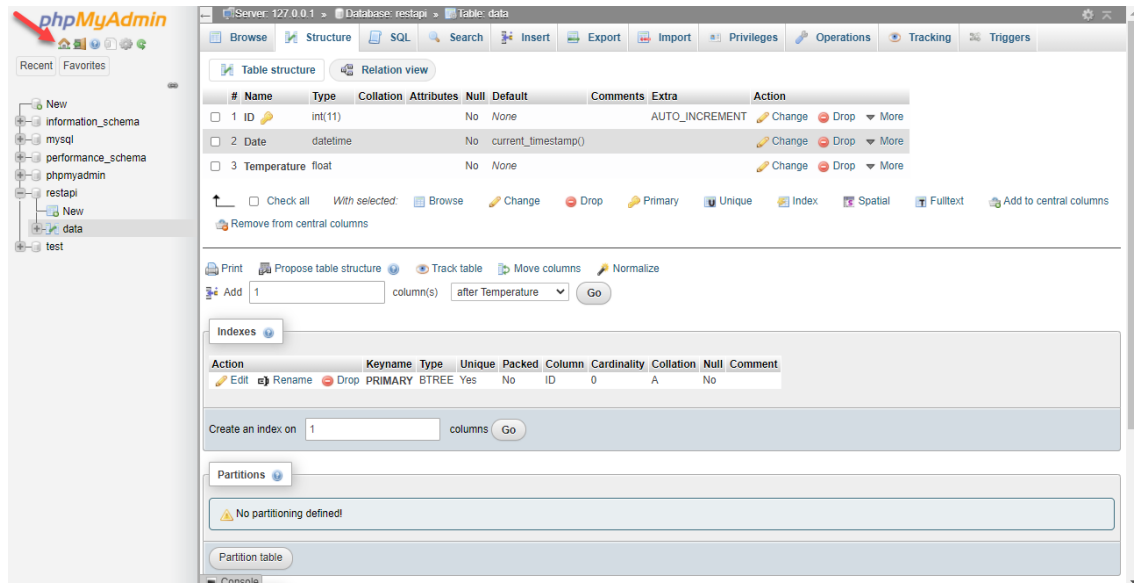 phpMyAdmin
Recent Favorites
New
information_schema
mysql
performance_schema
phpmyadmin
restapi
New
data
test
Server: 127.0.0.1 » Database: restapi » Table: data
Browse Structure SQL Search Insert Export Import Privileges Operations Tracking Triggers
Table structure Relation view
# Name Type Collation Attributes Null Default Comments Extra Action
1 ID int(11) No None AUTO_INCREMENT Change Drop More
2 Date datetime No current_timestamp() Change Drop More
3 Temperature float No None Change Drop More
Check all With selected: Browse Change Drop Primary Unique Index Spatial Fulltext Add to central columns
Remove from central columns
Print Propose table structure Track table Move columns Normalize
Add 1 column(s) after Temperature Go
Indexes
Action Keyname Type Unique Packed Column Cardinality Collation Null Comment
Edit Rename Drop PRIMARY BTREE Yes No ID 0 A No
Create an index on 1 columns Go
Partitions
No partitioning defined!
Partition table
Console